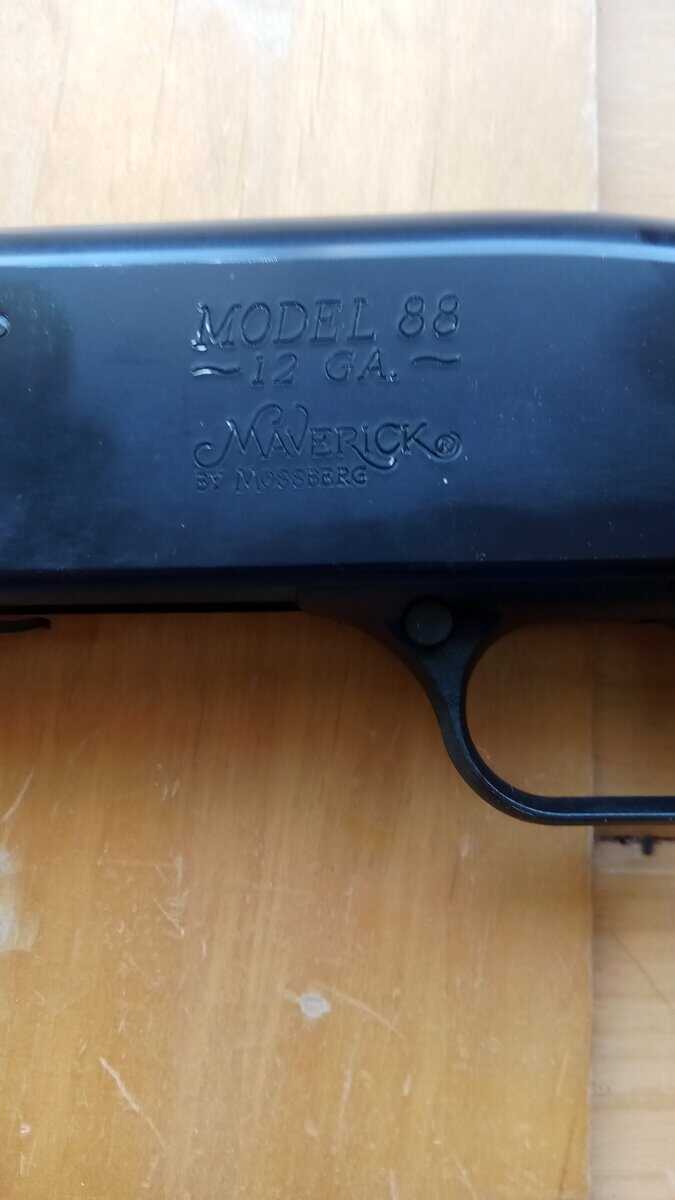 MODEL 88
~ 12 GA. ~
MAVERiCK®
BY MOSSBERG